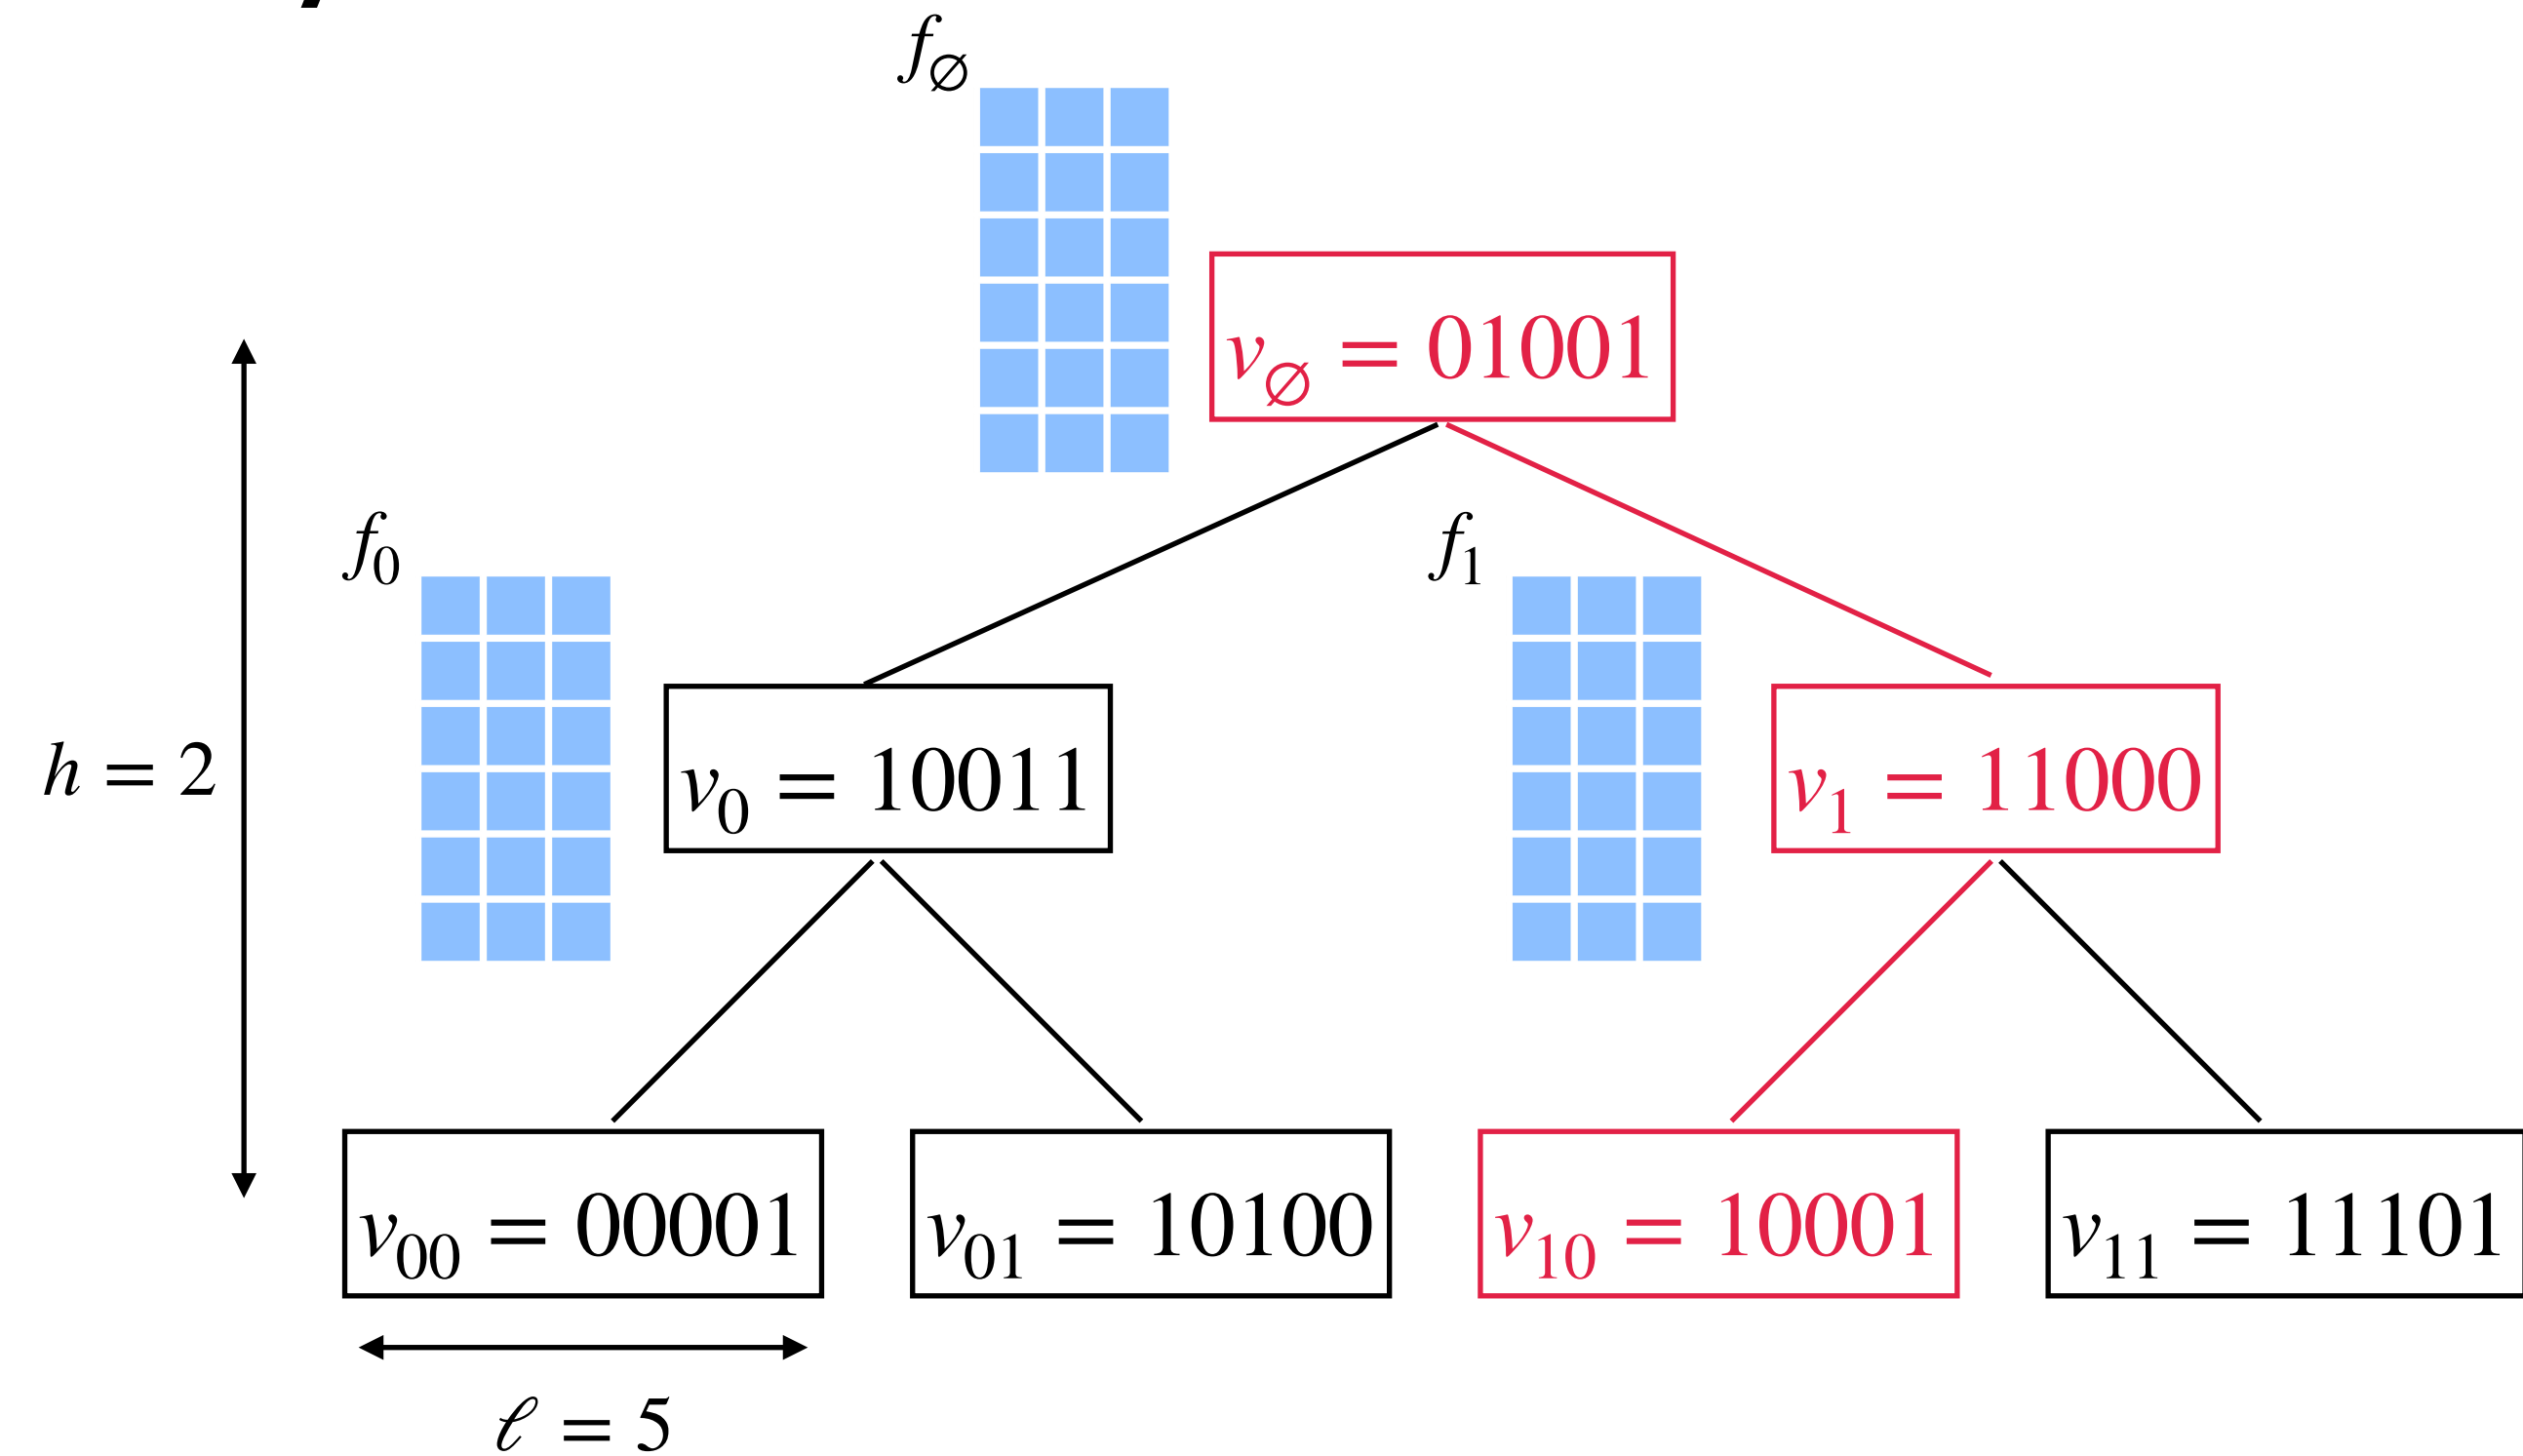 f∅
v∅ = 01001
f0
f1
h = 2
v0 = 10011
v1 = 11000
v00 = 00001
v01 = 10100
v10 = 10001
v11 = 11101
ℓ = 5